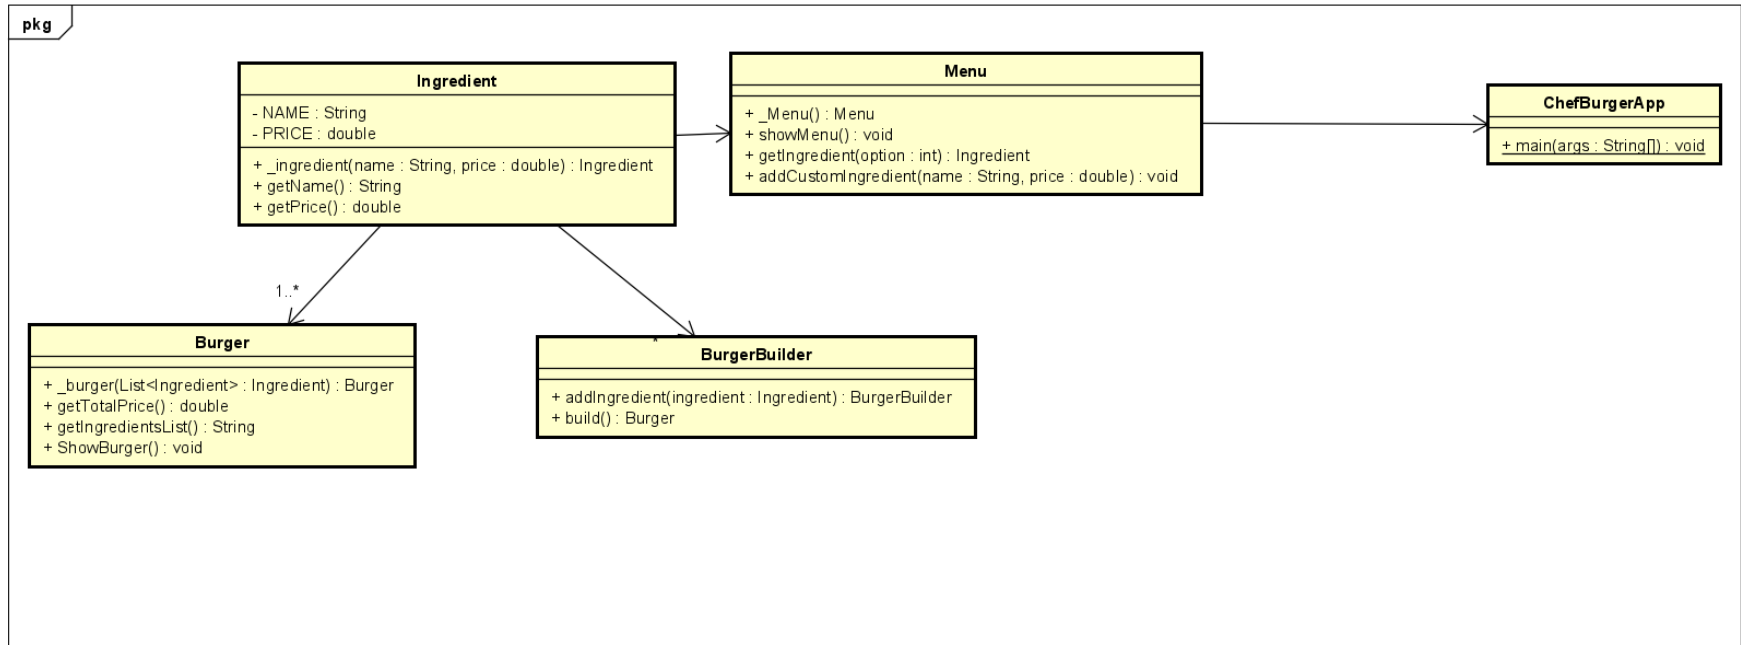 pkg
Ingredient
- NAME : String
- PRICE : double
+ _ingredient(name : String, price : double) : Ingredient
+ getName() : String
+ getPrice() : double
Menu
+ _Menu() : Menu
+ showMenu() : void
+ getIngredient(option : int) : Ingredient
+ addCustomIngredient(name : String, price : double) : void
ChefBurgerApp
+ main(args : String[]) : void
1..*
Burger
+ _burger(List<Ingredient> : Ingredient) : Burger
+ getTotalPrice() : double
+ getIngredientsList() : String
+ ShowBurger() : void
*
BurgerBuilder
+ addIngredient(ingredient : Ingredient) : BurgerBuilder
+ build() : Burger